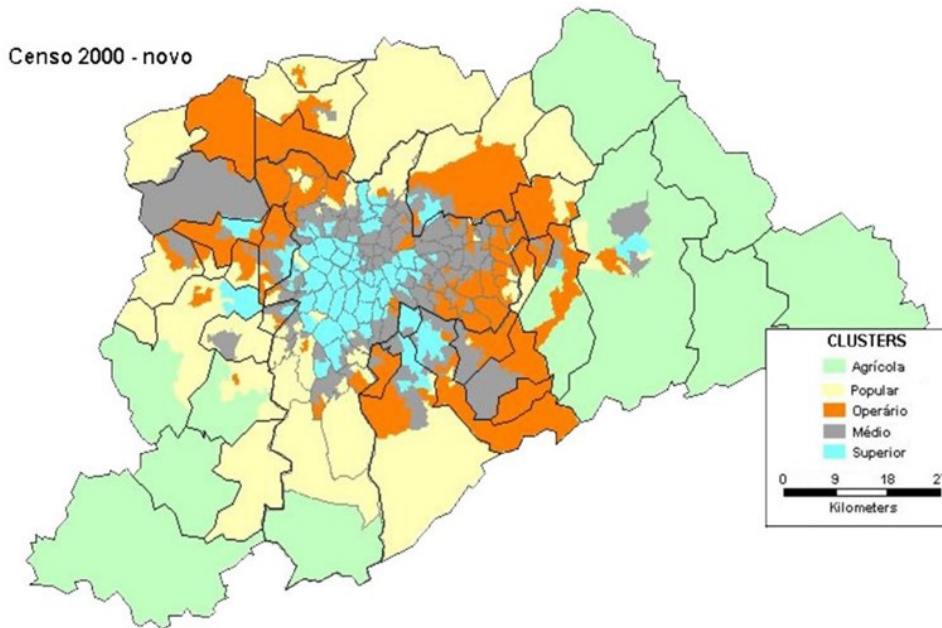 Censo 2000 - novo
CLUSTERS
Agrícola
Popular
Operário
Médio
Superior
0 9 18
Kilometers